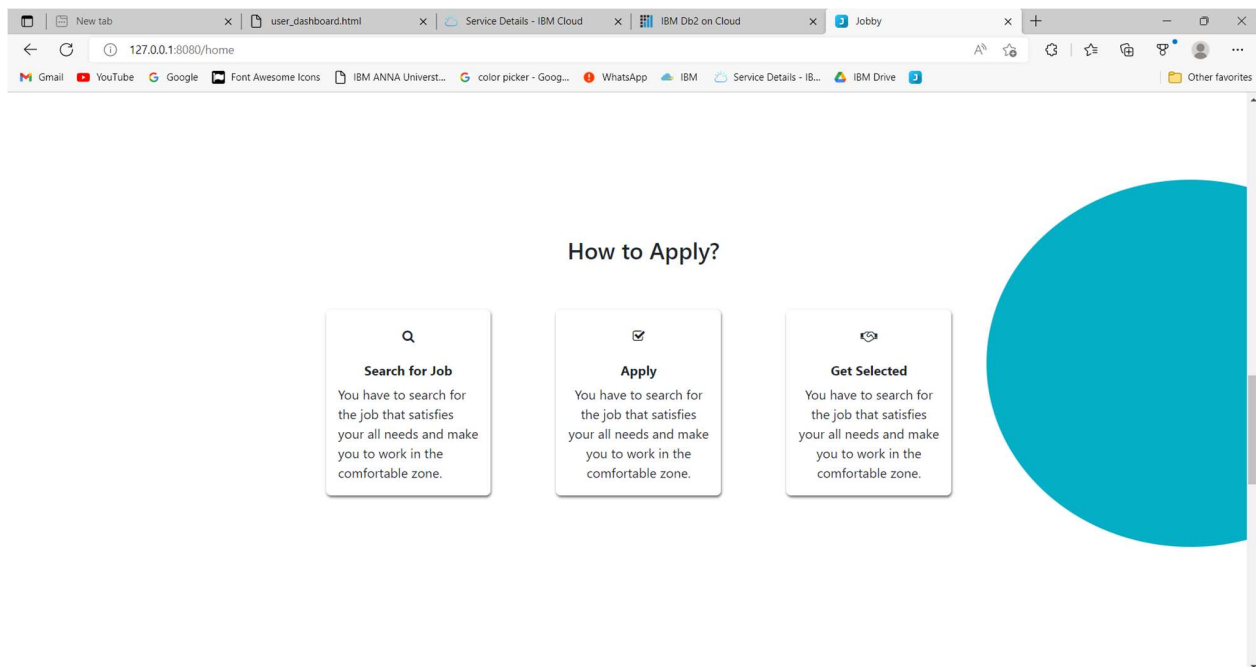 New tab
user_dashboard.html
Service Details - IBM Cloud
IBM Db2 on Cloud
Jobby
127.0.0.1:8080/home
Gmail
YouTube
Google
Font Awesome Icons
IBM ANNA Universt...
color picker - Goog...
WhatsApp
IBM
Service Details - IB...
IBM Drive
Other favorites
How to Apply?
Search for Job
You have to search for
the job that satisfies
your all needs and make
you to work in the
comfortable zone.
Apply
You have to search for
the job that satisfies
your all needs and make
you to work in the
comfortable zone.
Get Selected
You have to search for
the job that satisfies
your all needs and make
you to work in the
comfortable zone.